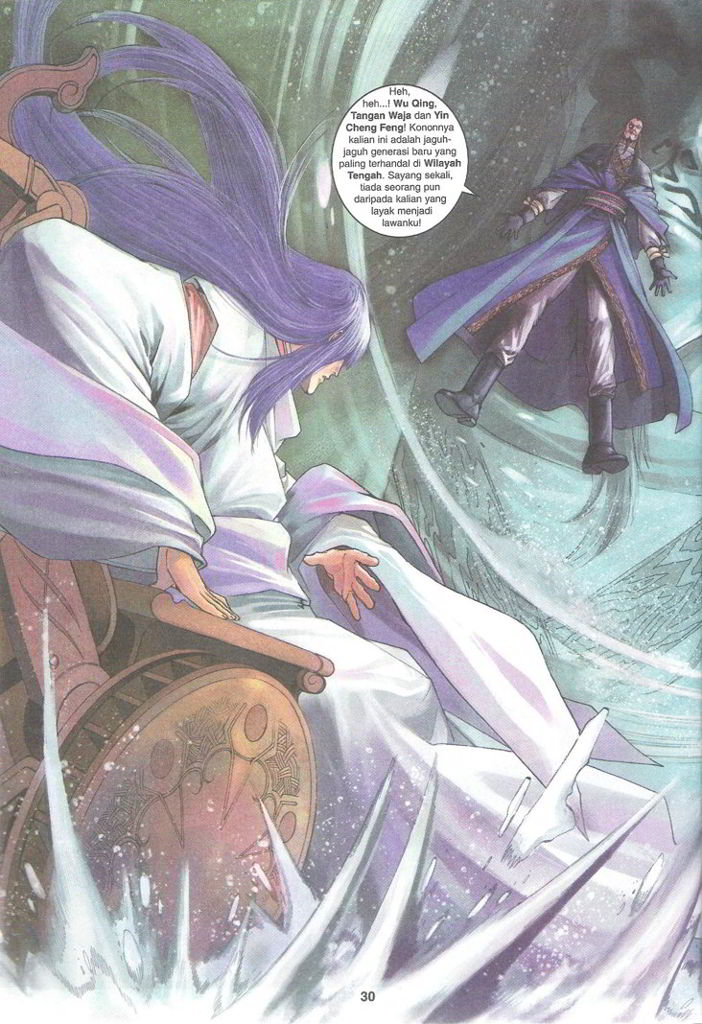 Heh,
heh...! Wu Qing,
Tangan Waja dan Yin
Cheng Feng! Kononnya
kalian ini adalah jaguh-
jaguh generasi baru yang
paling terhandal di Wilayah
Tengah. Sayang sekali,
tiada seorang pun
daripada kalian yang
layak menjadi
lawanku!
30